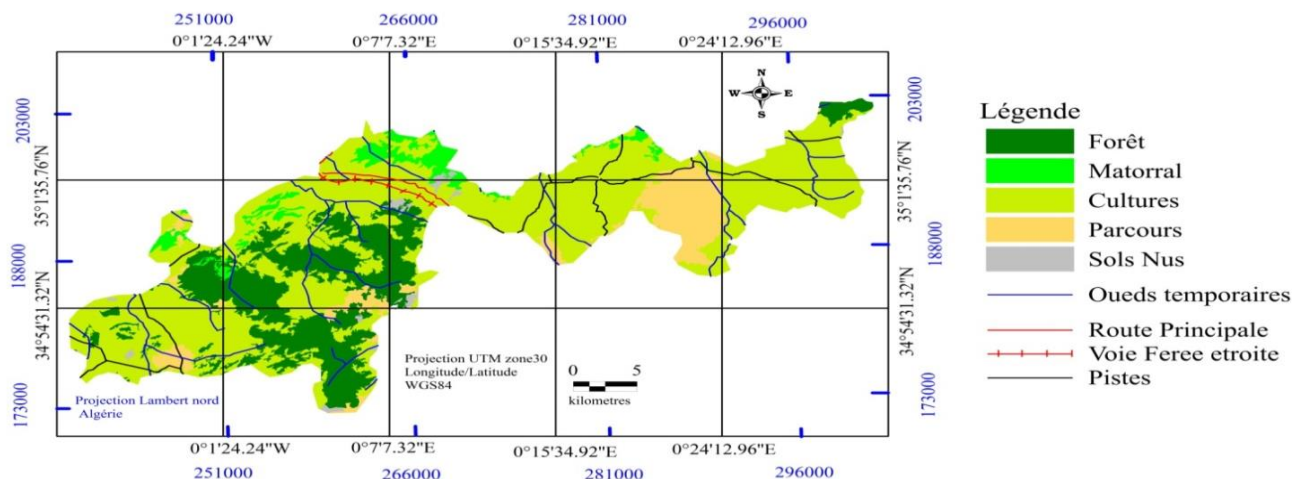 251000 266000 281000 296000
0°1'24.24"W 0°7'7.32"E 0°15'34.92"E 0°24'12.96"E
203000
188000
173000
35°1'35.76"N
34°54'31.32"N
N
W E
S
Projection UTM zone30
Longitude/Latitude
WGS84
0 5
kilometres
Projection Lambert nord
Algérie
35°1'35.76"N
34°54'31.32"N
203000
188000
173000
0°1'24.24"W 0°7'7.32"E 0°15'34.92"E 0°24'12.96"E
251000 266000 281000 296000
Légende
Forêt
Matorral
Cultures
Parcours
Sols Nus
Oueds temporaires
Route Principale
Voie Feree etroite
Pistes